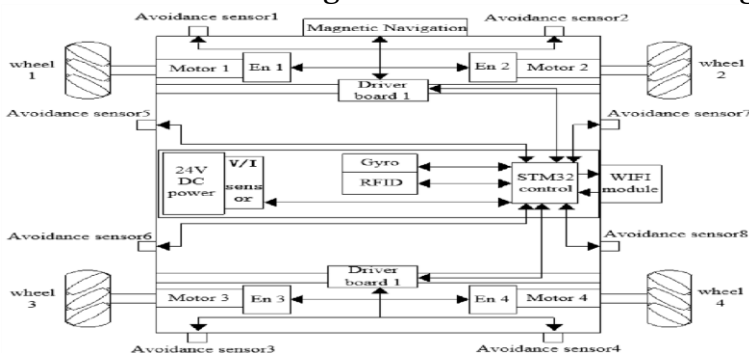 Avoidance sensor1
Magnetic Navigation
Avoidance sensor2
wheel
1
Motor 1
En 1
En 2
Motor 2
wheel
2
Driver
board 1
Avoidance sensor5
Avoidance sensor7
24V
DC
power
V/I
sens
or
Gyro
RFID
STM32
control
WIFI
module
Avoidance sensor6
Avoidance sensor8
Driver
board 1
wheel
3
Motor 3
En 3
En 4
Motor 4
wheel
4
Avoidance sensor3
Avoidance sensor4